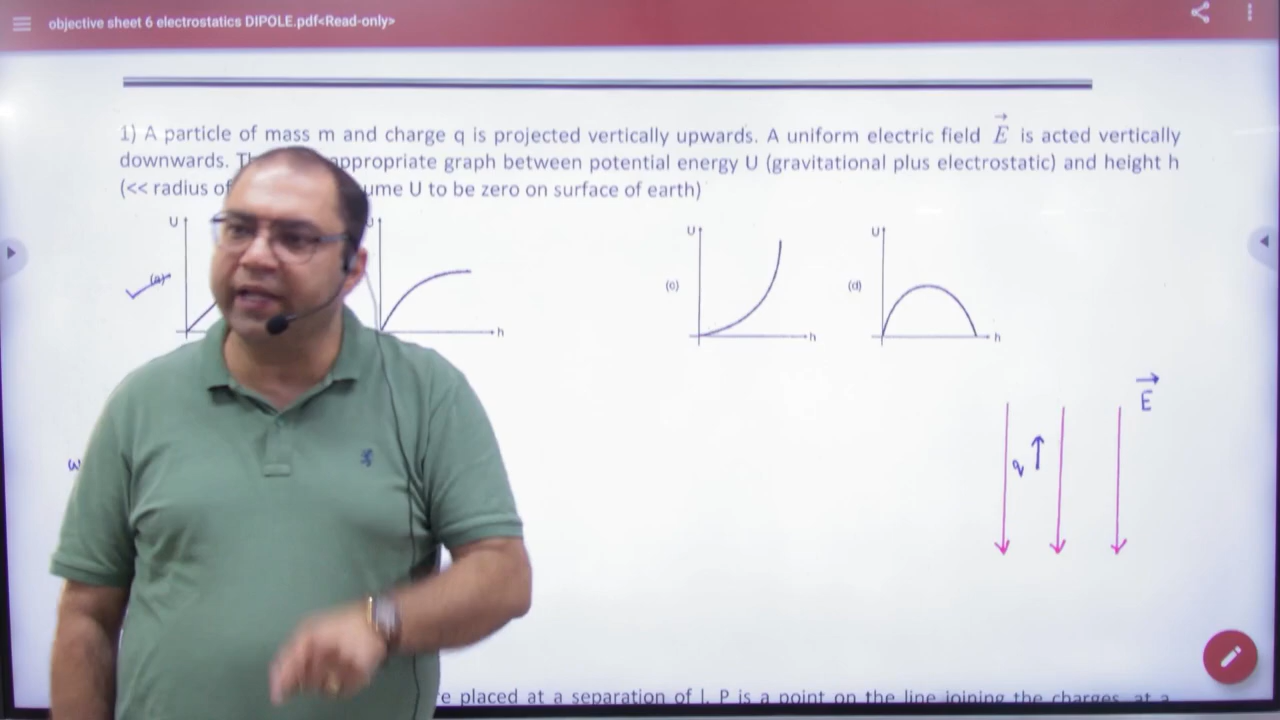 objective sheet 6 electrostatics DIPOLE.pdf<Read-only>
1) A particle of mass m and charge q is projected vertically upwards. A uniform electric field E is acted vertically
downwards. appropriate graph between potential energy U (gravitational plus electrostatic) and height h
(<< radius of ume U to be zero on surface of earth)
U U U
(a) (c) (d)
h h h
E
q
e placed at a separation of l. P is a point on the line joining the charges, at a